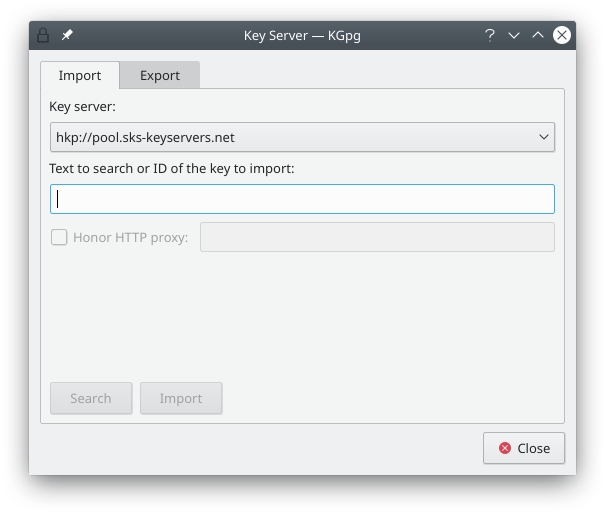 Key Server — KGpg
Import
Export
Key server:
hkp://pool.sks-keyservers.net
Text to search or ID of the key to import:
Honor HTTP proxy:
Search
Import
Close